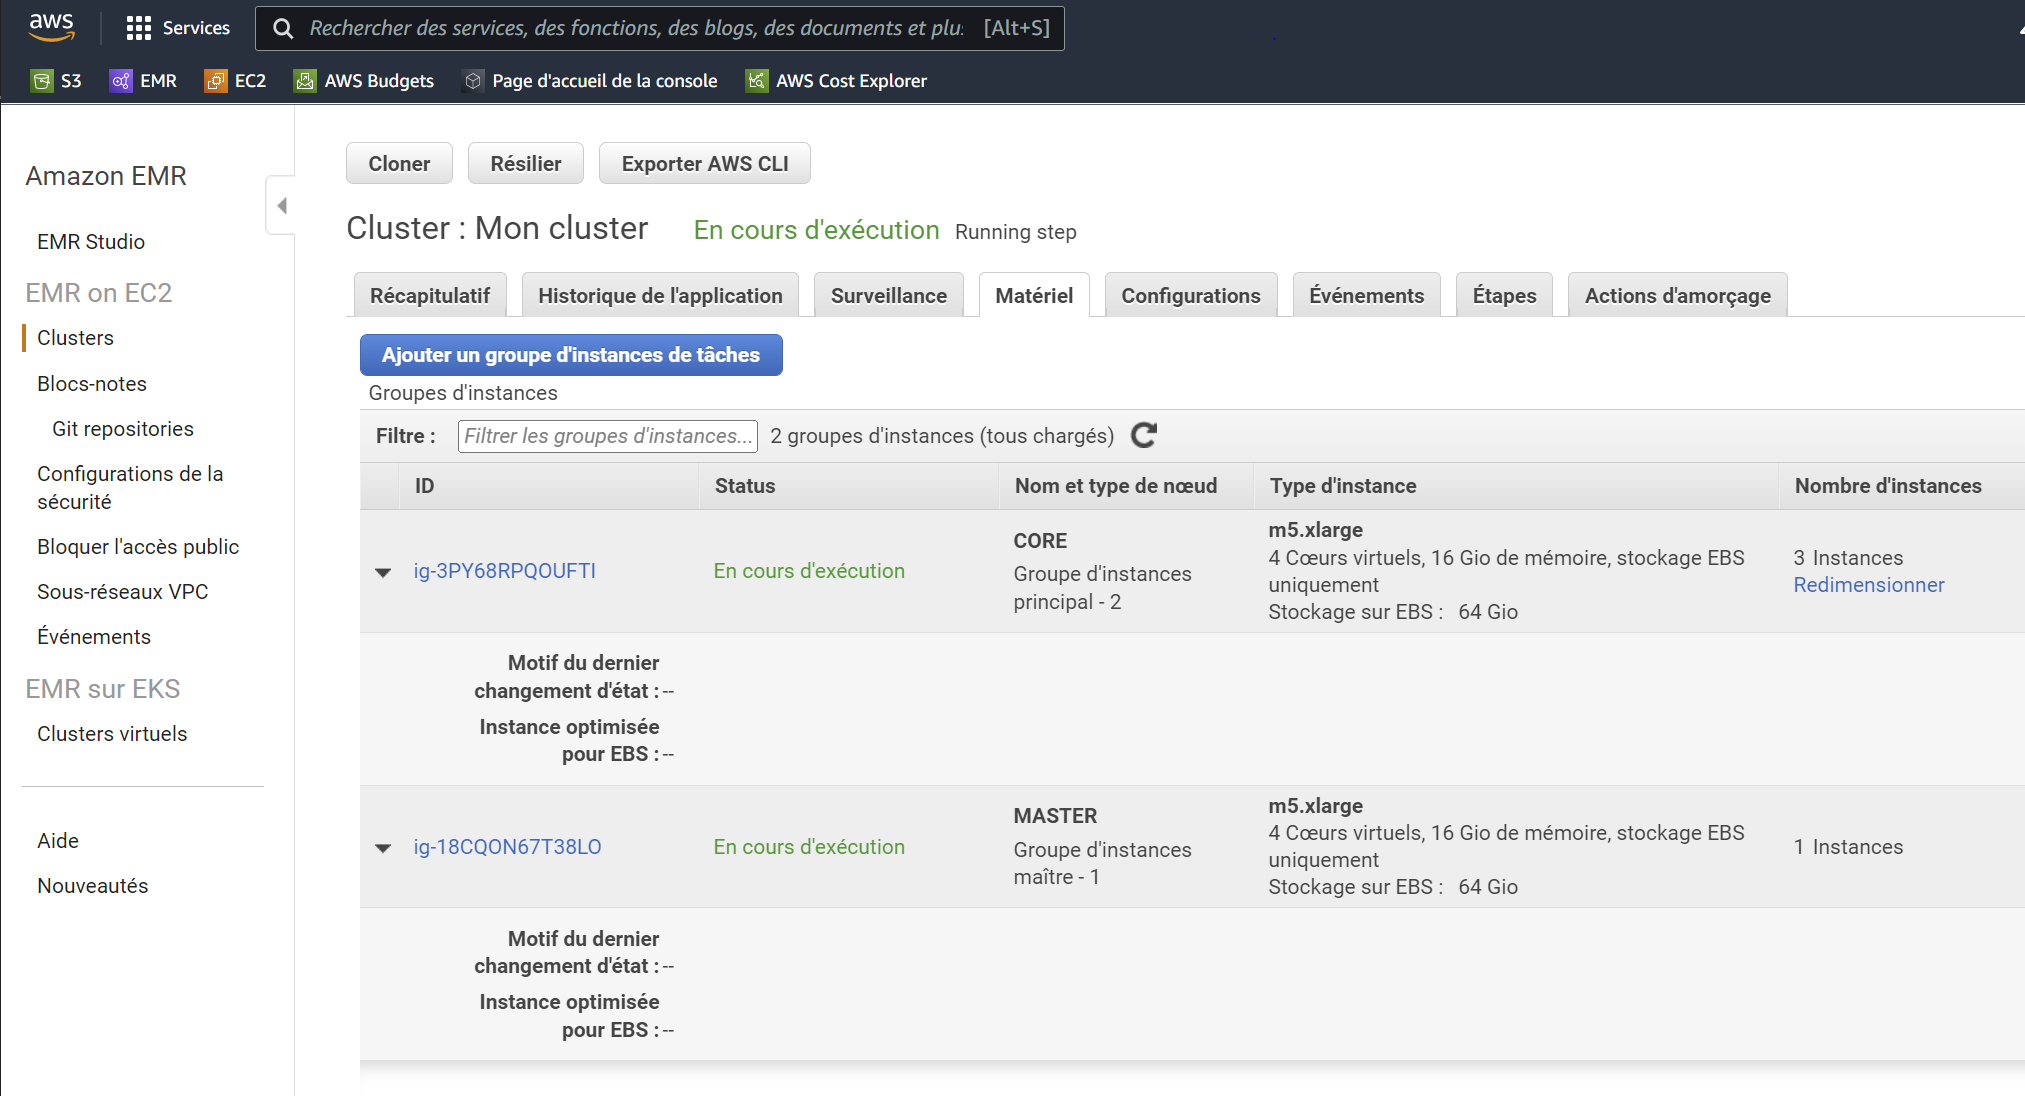 aws
Services
Rechercher des services, des fonctions, des blogs, des documents et plu: [Alt+S]
S3 EMR EC2 AWS Budgets Page d'accueil de la console AWS Cost Explorer
Amazon EMR
EMR Studio
EMR on EC2
Clusters
Blocs-notes
Git repositories
Configurations de la
sécurité
Bloquer l'accès public
Sous-réseaux VPC
Événements
EMR sur EKS
Clusters virtuels
Aide
Nouveautés
Cloner Résilier Exporter AWS CLI
Cluster : Mon cluster En cours d'exécution Running step
Récapitulatif Historique de l'application Surveillance Matériel Configurations Événements Étapes Actions d'amorçage
Ajouter un groupe d'instances de tâches
Groupes d'instances
Filtre : Filtrer les groupes d'instances... 2 groupes d'instances (tous chargés)
ID Status Nom et type de nœud Type d'instance Nombre d'instances
ig-3PY68RPQOUFTI En cours d'exécution
CORE
Groupe d'instances
principal - 2
m5.xlarge
4 Cœurs virtuels, 16 Gio de mémoire, stockage EBS
uniquement
Stockage sur EBS : 64 Gio
3 Instances
Redimensionner
Motif du dernier
changement d'état : --
Instance optimisée
pour EBS : --
ig-18CQON67T38LO En cours d'exécution
MASTER
Groupe d'instances
maître - 1
m5.xlarge
4 Cœurs virtuels, 16 Gio de mémoire, stockage EBS
uniquement
Stockage sur EBS : 64 Gio
1 Instances
Motif du dernier
changement d'état : --
Instance optimisée
pour EBS : --